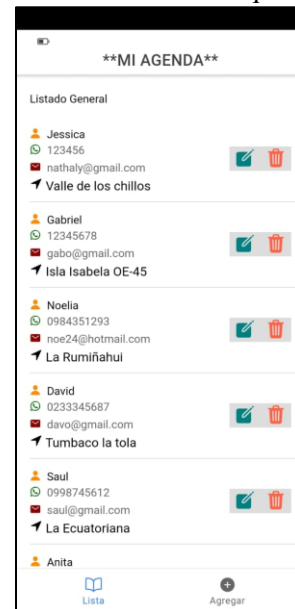 **MI AGENDA**
Listado General
Jessica
123456
nathaly@gmail.com
Valle de los chillos
Gabriel
12345678
gabo@gmail.com
Isla Isabela OE-45
Noelia
0984351293
noe24@hotmail.com
La Rumiñahui
David
0233345687
davo@gmail.com
Tumbaco la tola
Saul
0998745612
saul@gmail.com
La Ecuatoriana
Anita
Lista
Agregar